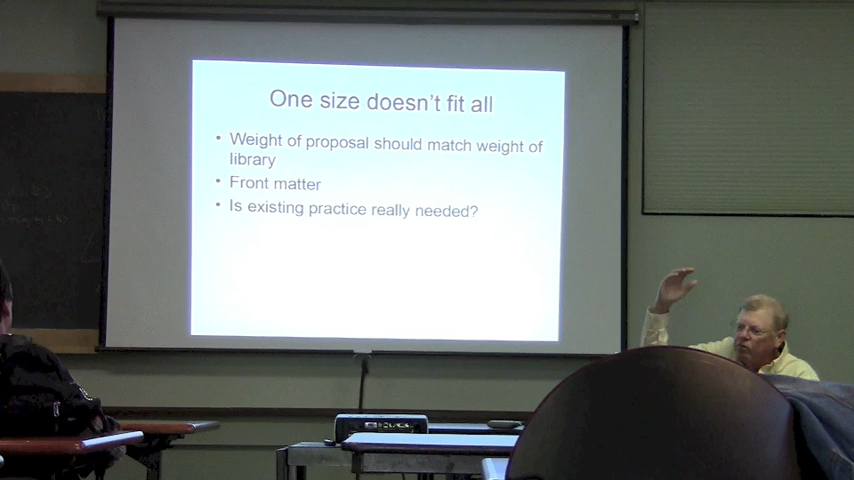 One size doesn't fit all
• Weight of proposal should match weight of
library
• Front matter
• Is existing practice really needed?